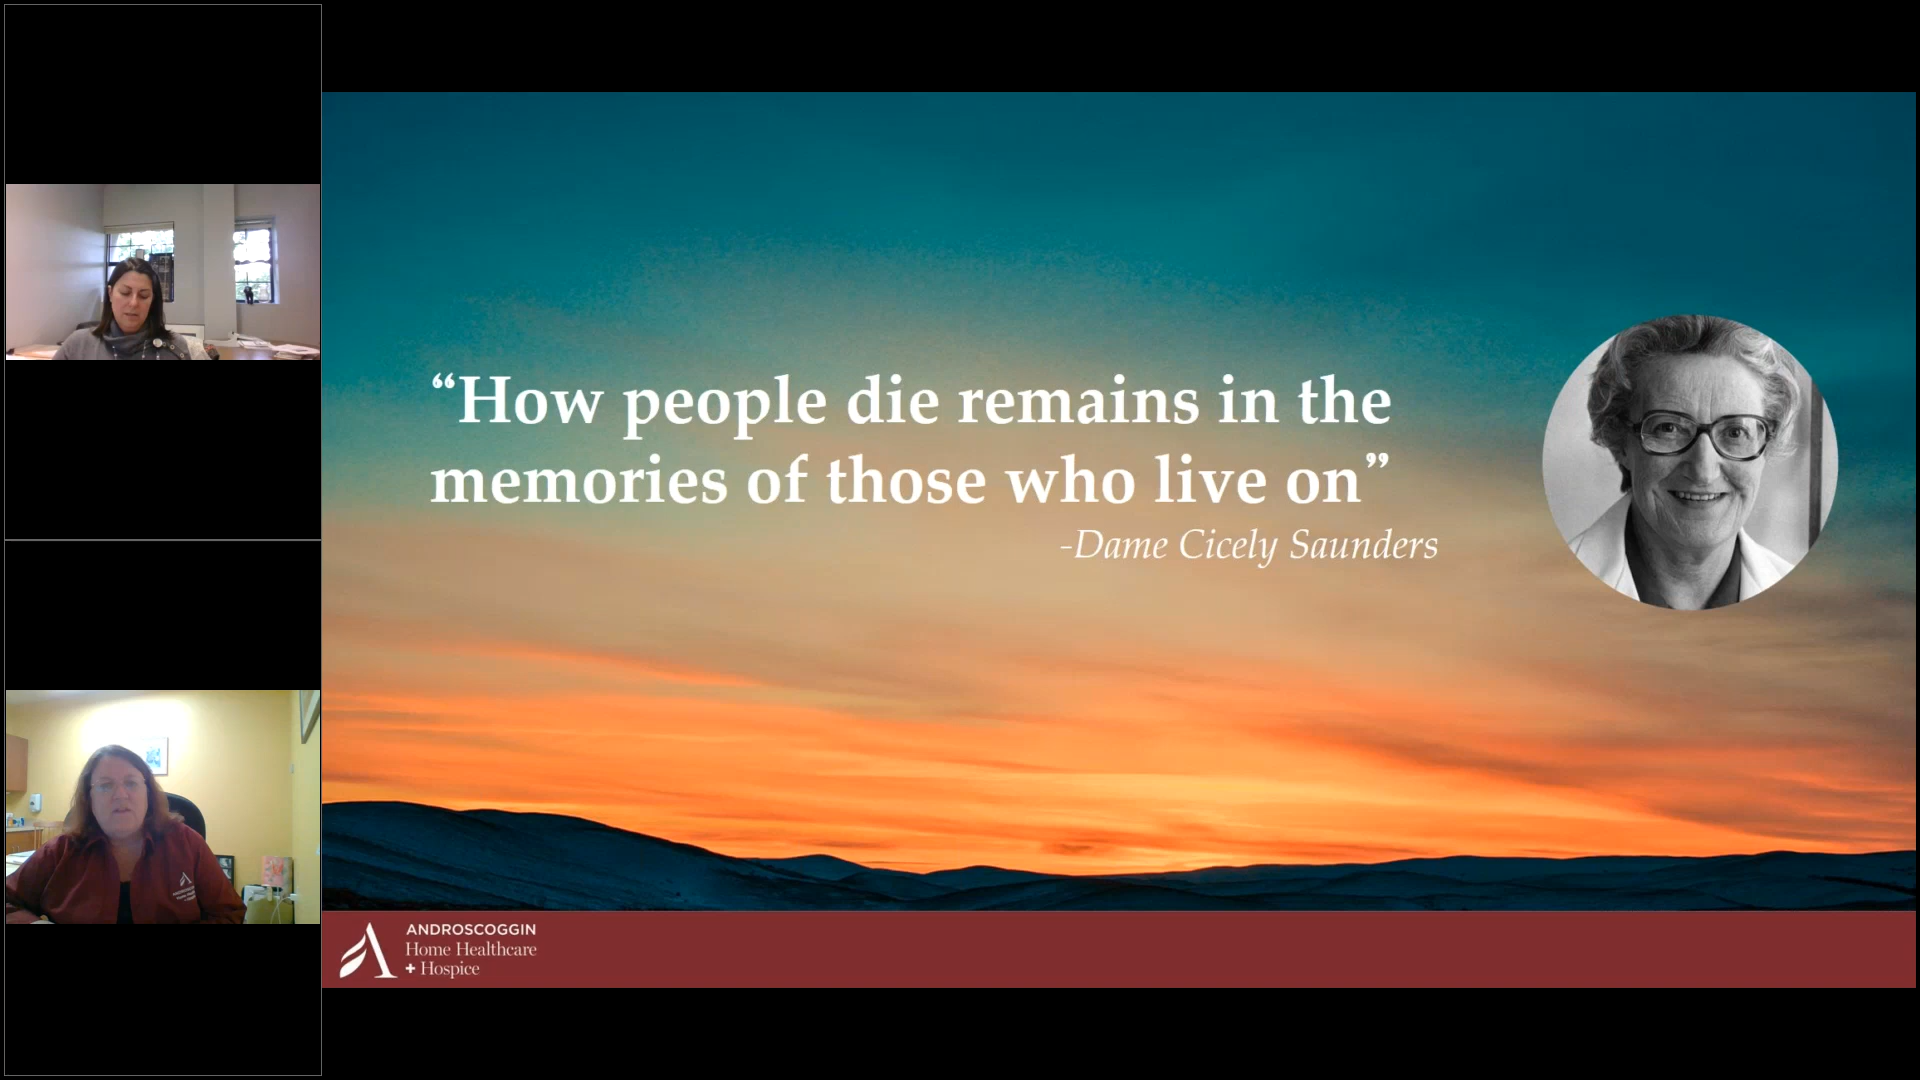 “How people die remains in the
memories of those who live on”
-Dame Cicely Saunders
ANDROSCOGGIN
Home Healthcare
+ Hospice
ANDROSCOGGIN